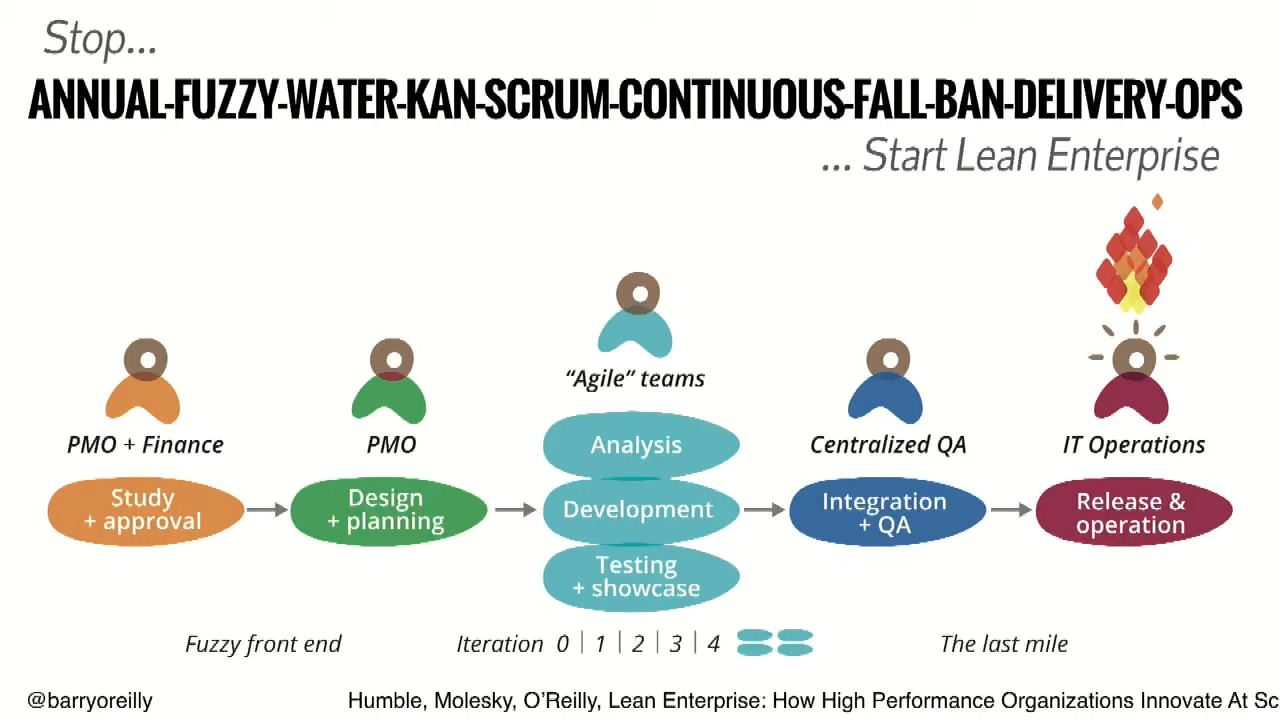 Stop...
ANNUAL-FUZZY-WATER-KAN-SCRUM-CONTINUOUS-FALL-BAN-DELIVERY-OPS
... Start Lean Enterprise
"Agile" teams
PMO + Finance
PMO
Centralized QA
IT Operations
Analysis
Study
+ approval
Design
+ planning
Development
Integration
+ QA
Release &
operation
Testing
+ showcase
Fuzzy front end
Iteration 0 | 1 | 2 | 3 | 4
The last mile
@barryoreilly
Humble, Molesky, O'Reilly, Lean Enterprise: How High Performance Organizations Innovate At Sc